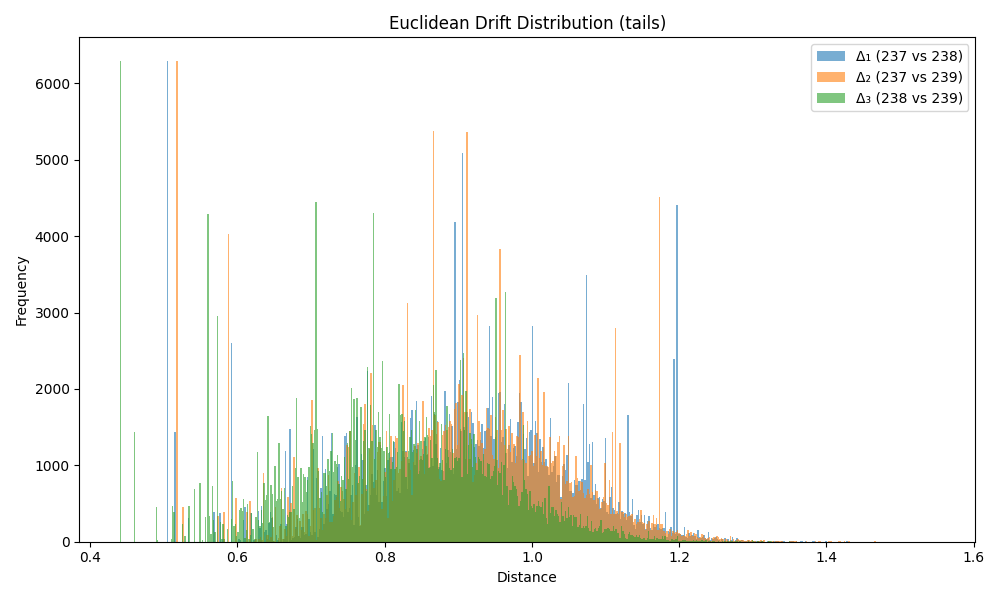 Euclidean Drift Distribution (tails)
Δ₁ (237 vs 238)
Δ₂ (237 vs 239)
Δ₃ (238 vs 239)
Frequency
6000
5000
4000
3000
2000
1000
0
0.4 0.6 0.8 1.0 1.2 1.4 1.6
Distance